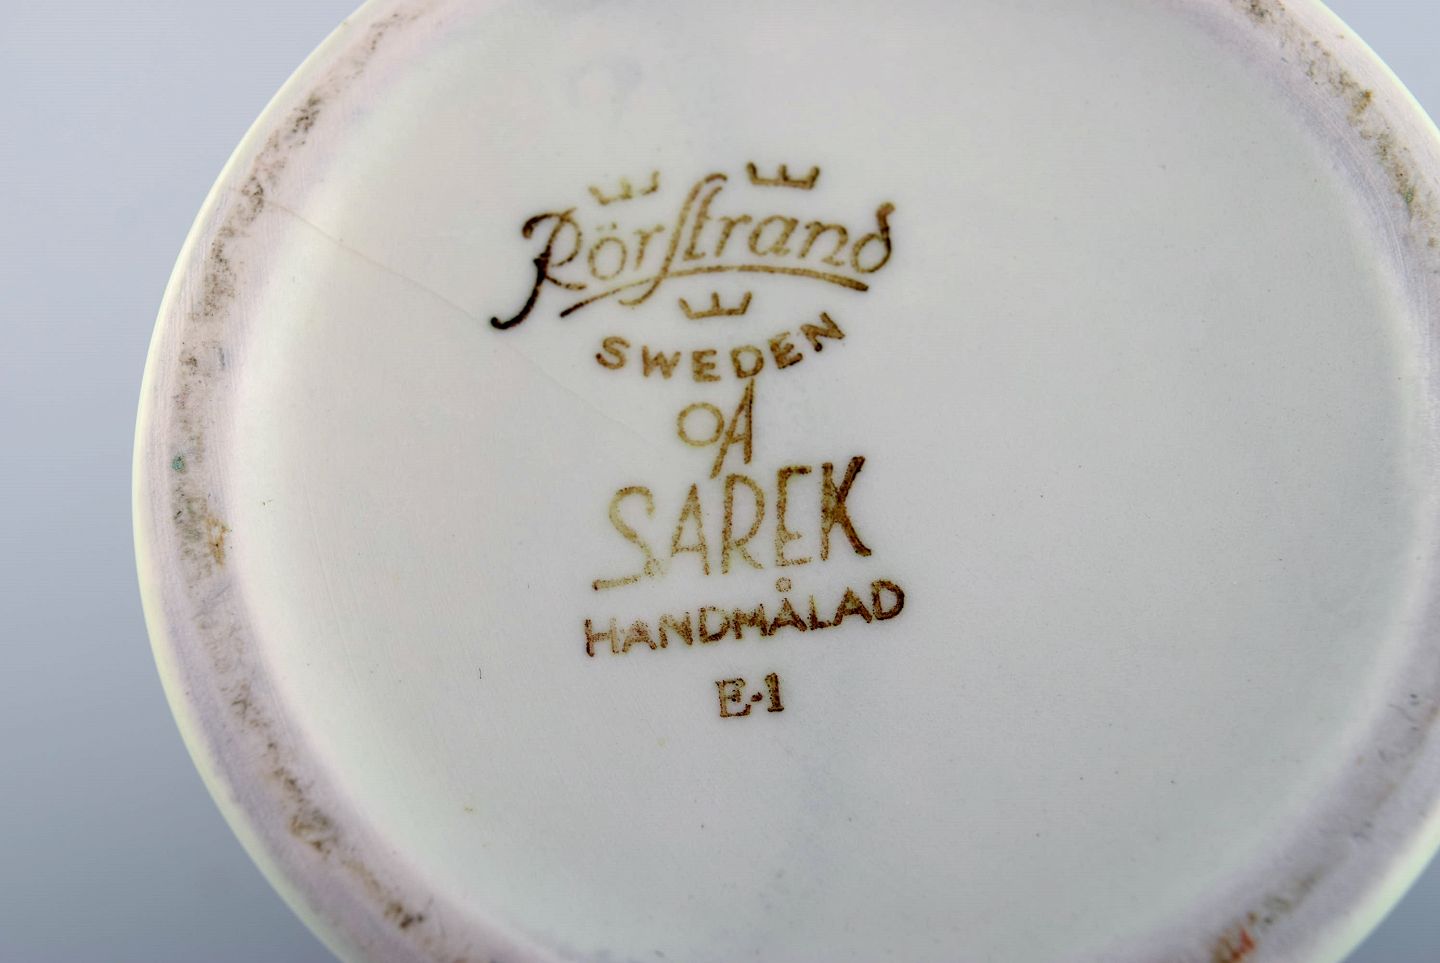 Rörstrand
SWEDEN
OA
SAREK
HANDMÅLAD
E-1